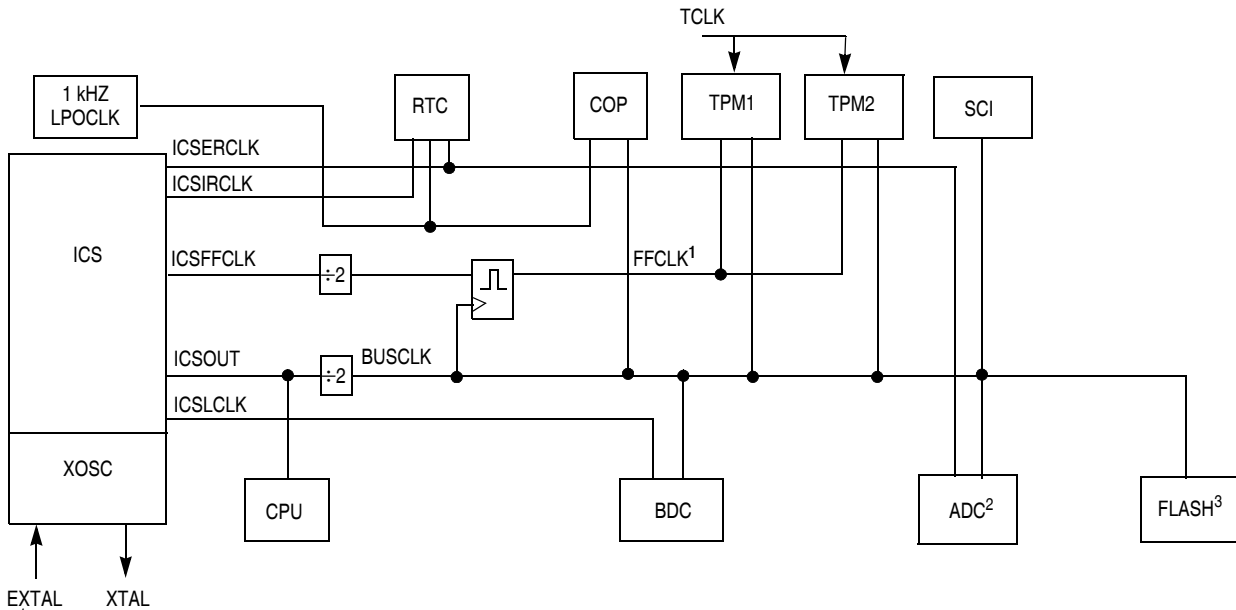 TCLK
1 kHZ
LPOCLK
RTC
COP
TPM1
TPM2
SCI
ICSERCLK
ICSIRCLK
ICS
ICSFFCLK
÷2
FFCLK1
ICSOUT
÷2
BUSCLK
ICSLCLK
XOSC
CPU
BDC
ADC2
FLASH3
EXTAL
XTAL